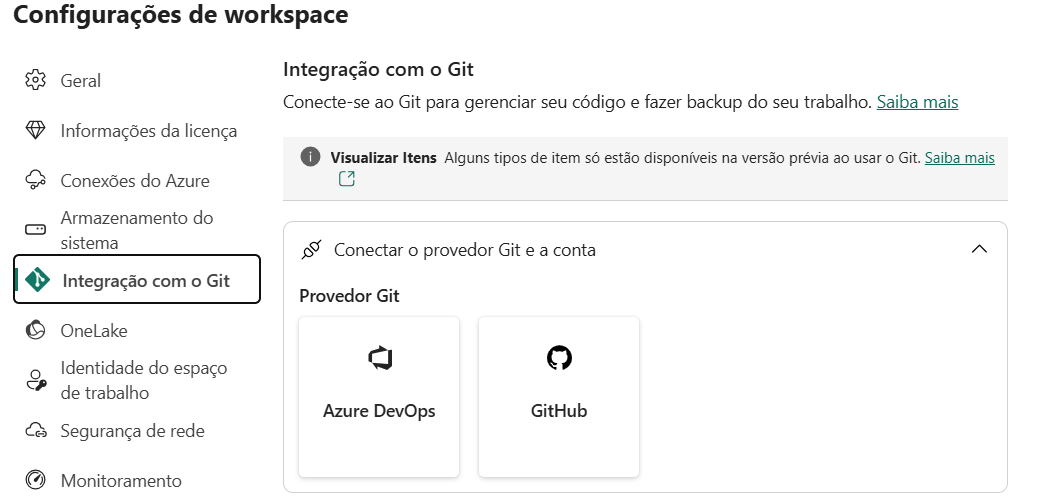 Configurações de workspace
Geral
Informações da licença
Conexões do Azure
Armazenamento do
sistema
Integração com o Git
OneLake
Identidade do espaço
de trabalho
Segurança de rede
Monitoramento
Integração com o Git
Conecte-se ao Git para gerenciar seu código e fazer backup do seu trabalho. Saiba mais
Visualizar Itens Alguns tipos de item só estão disponíveis na versão prévia ao usar o Git. Saiba mais
Conectar o provedor Git e a conta
Provedor Git
Azure DevOps
GitHub